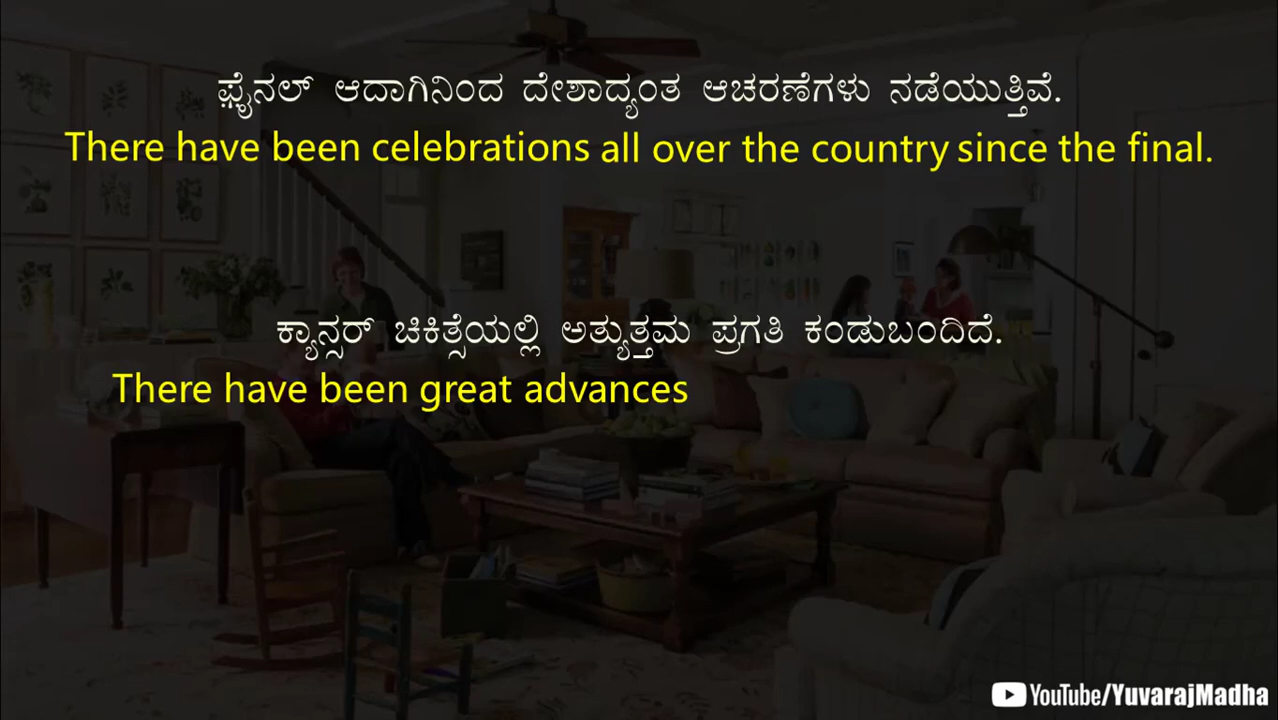 ಫೈನಲ್ ಆದಾಗಿನಿಂದ ದೇಶಾದ್ಯಂತ ಆಚರಣೆಗಳು ನಡೆಯುತ್ತಿವೆ.
There have been celebrations all over the country since the final.
ಕ್ಯಾನ್ಸರ್ ಚಿಕಿತ್ಸೆಯಲ್ಲಿ ಅತ್ಯುತ್ತಮ ಪ್ರಗತಿ ಕಂಡುಬಂದಿದೆ.
There have been great advances
YouTube/YuvarajMadha